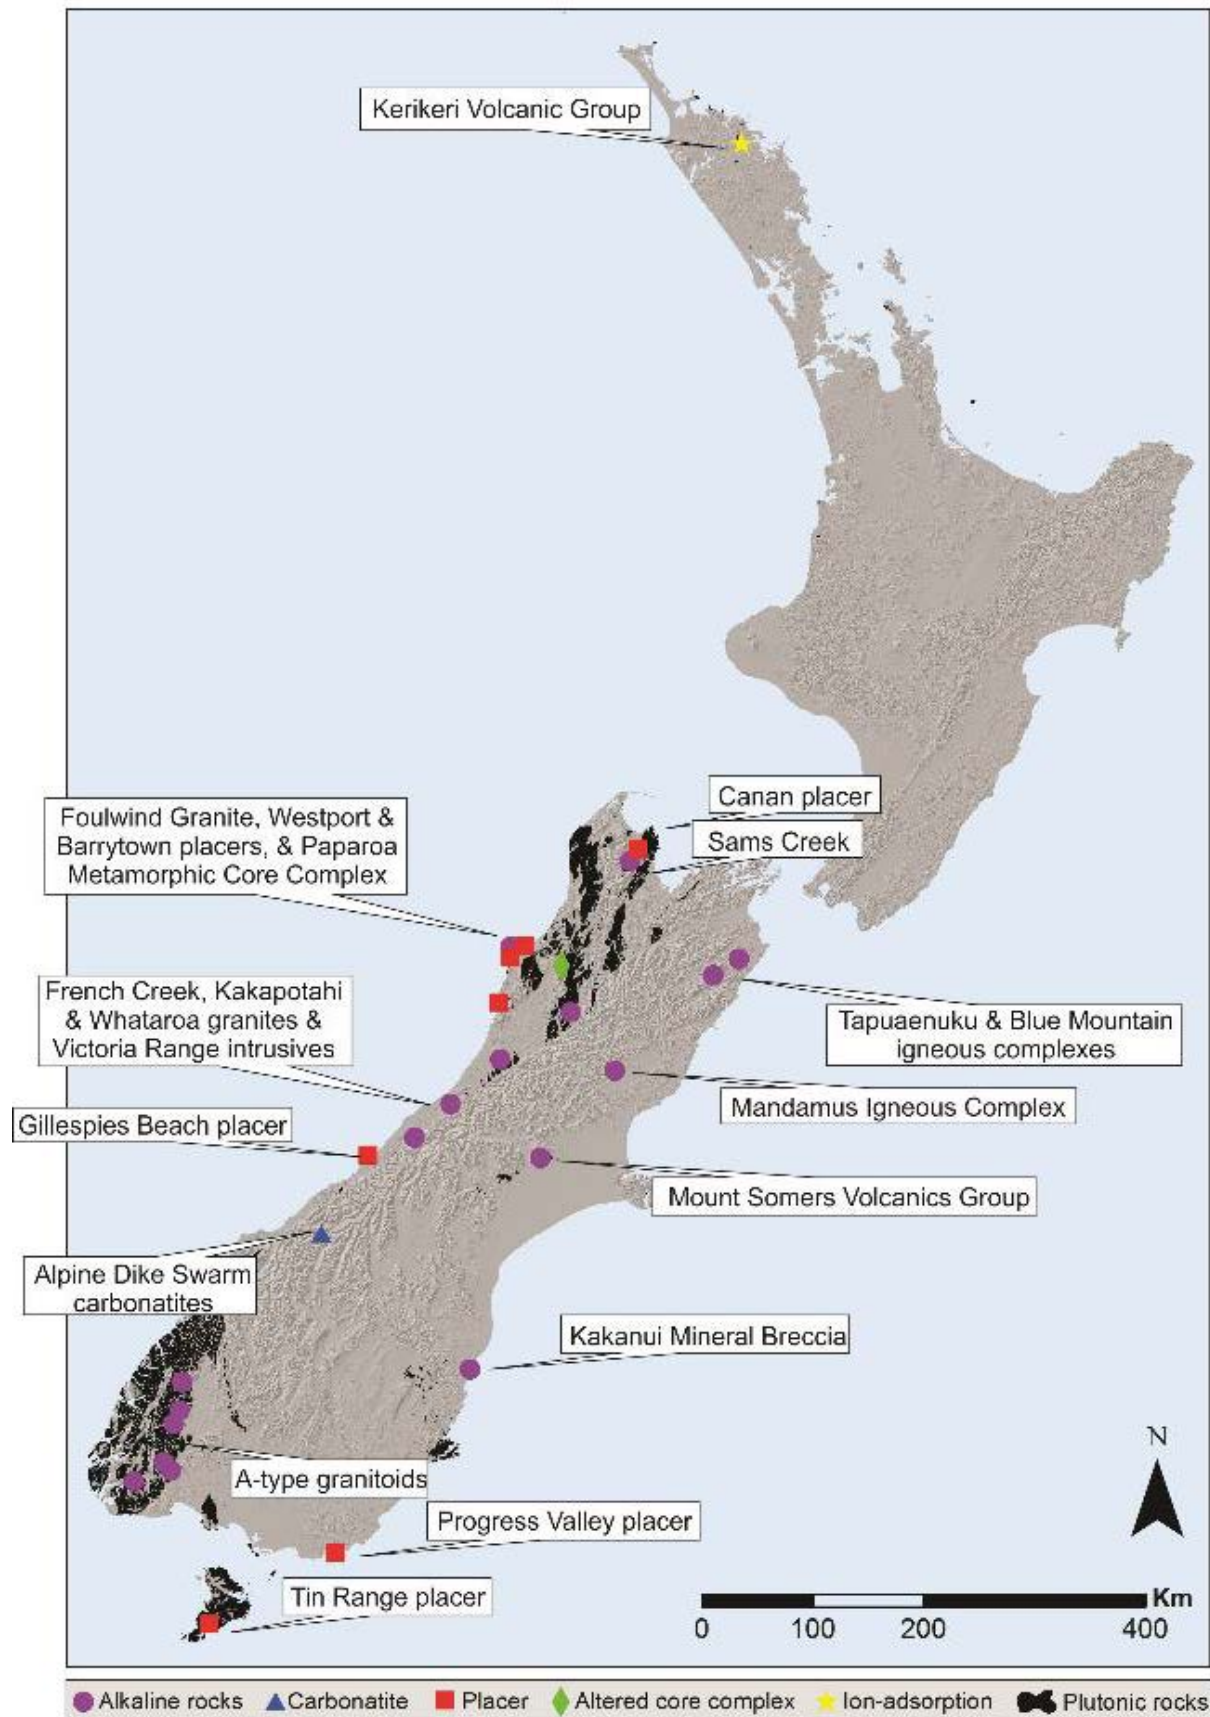 Kerikeri Volcanic Group
Canan placer
Foulwind Granite, Westport &
Barrytown placers, & Paparoa
Metamorphic Core Complex
Sams Creek
French Creek, Kakapotahi
& Whataroa granites &
Victoria Range intrusives
Tapuaenuku & Blue Mountain
igneous complexes
Mandamus Igneous Complex
Gillespies Beach placer
Mount Somers Volcanics Group
Alpine Dike Swarm
carbonatites
Kakanui Mineral Breccia
N
A-type granitoids
Progress Valley placer
Tin Range placer
Km
0 100 200 400
Alkaline rocks Carbonatite Placer Altered core complex Ion-adsorption Plutonic rocks